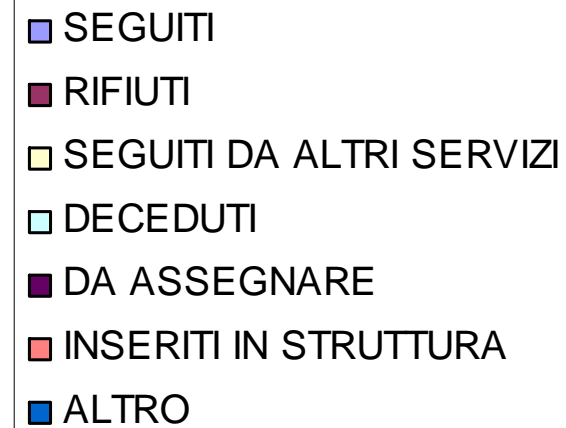 SEGUITI
RIFIUTI
SEGUITI DA ALTRI SERVIZI
DECEDUTI
DA ASSEGNARE
INSERITI IN STRUTTURA
ALTRO